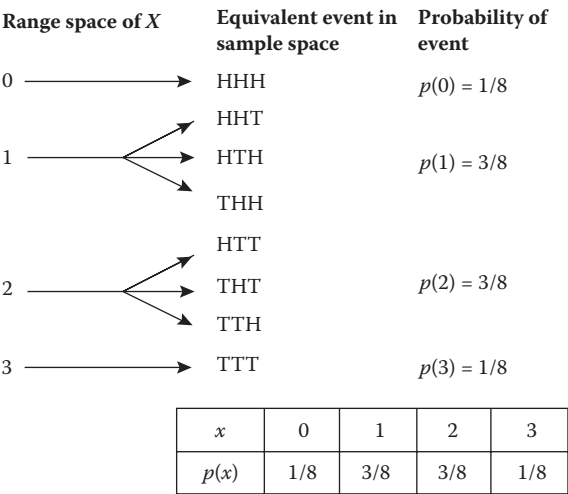 Range space of X Equivalent event in Probability of
sample space event
0 HHH p(0) = 1/8
HHT
1 HTH p(1) = 3/8
THH
HTT
2 THT p(2) = 3/8
TTH
3 TTT p(3) = 1/8
x 0 1 2 3
p(x) 1/8 3/8 3/8 1/8